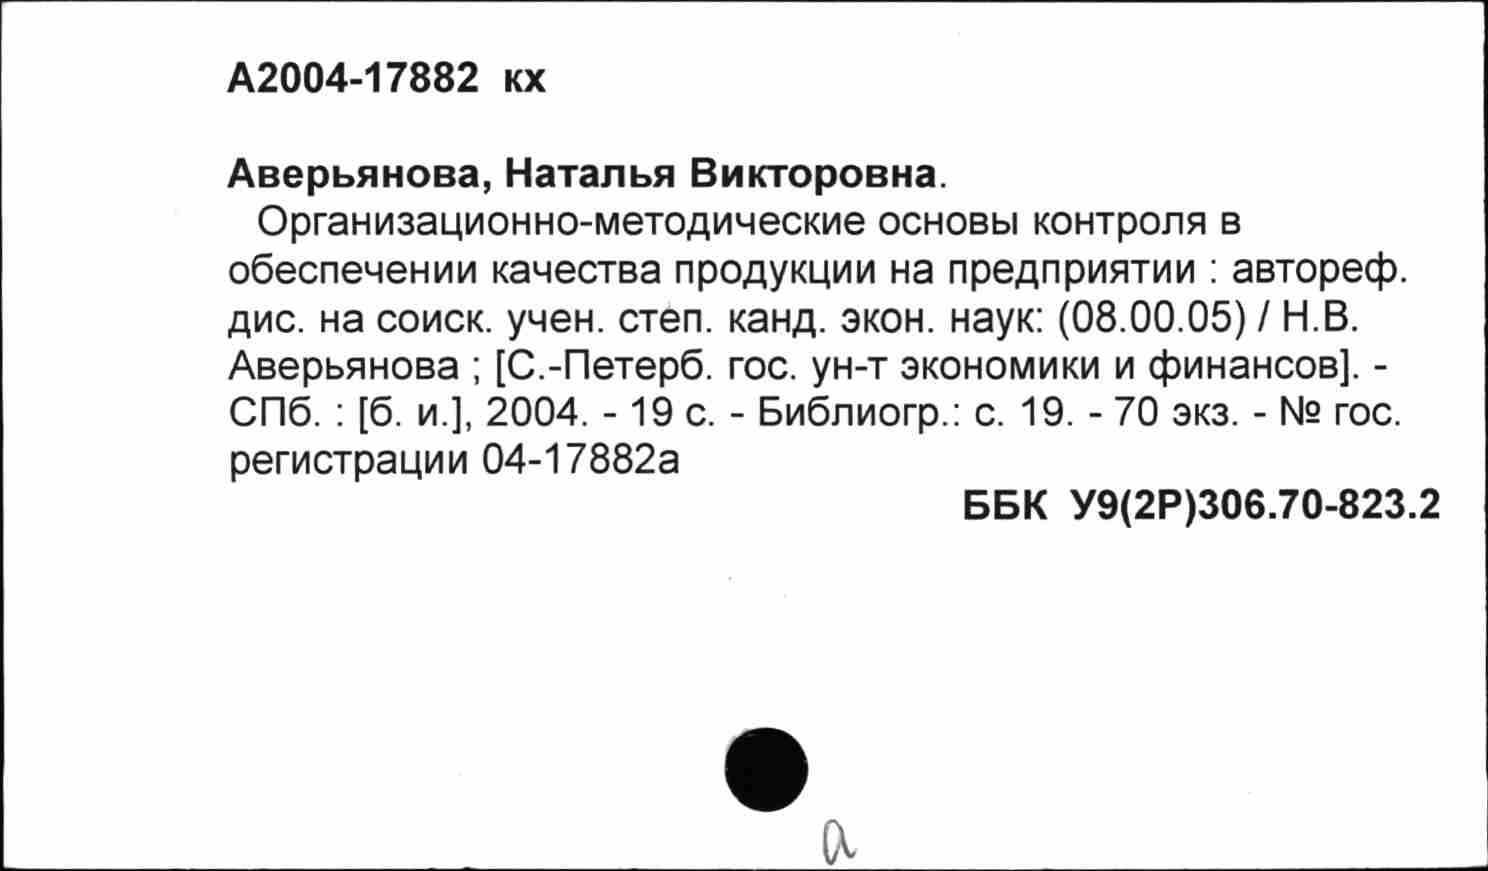 А2004-17882 кх
Аверьянова, Наталья Викторовна.
Организационно-методические основы контроля в
обеспечении качества продукции на предприятии : автореф.
дис. на соиск. учен. степ. канд. экон. наук: (08.00.05) / Н.В.
Аверьянова ; [С.-Петерб. гос. ун-т экономики и финансов]. -
СПб. : [б. и.], 2004. - 19 с. - Библиогр.: с. 19. - 70 экз. - № гос.
регистрации 04-17882а
ББК У9(2Р)306.70-823.2
а